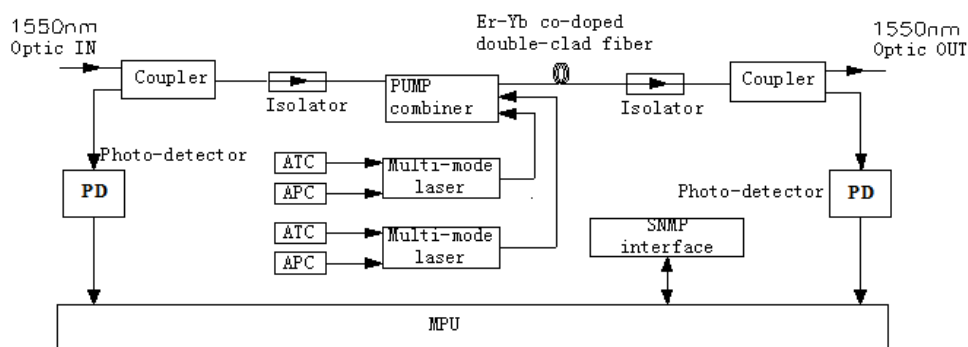 1550nm
Optic IN
Er-Yb co-doped
double-clad fiber
1550nm
Optic OUT
Coupler
Isolator
PUMP
combiner
Isolator
Coupler
Photo-detector
PD
ATC
APC
Multi-mode
laser
ATC
APC
Multi-mode
laser
SNMP
interface
Photo-detector
PD
MPU